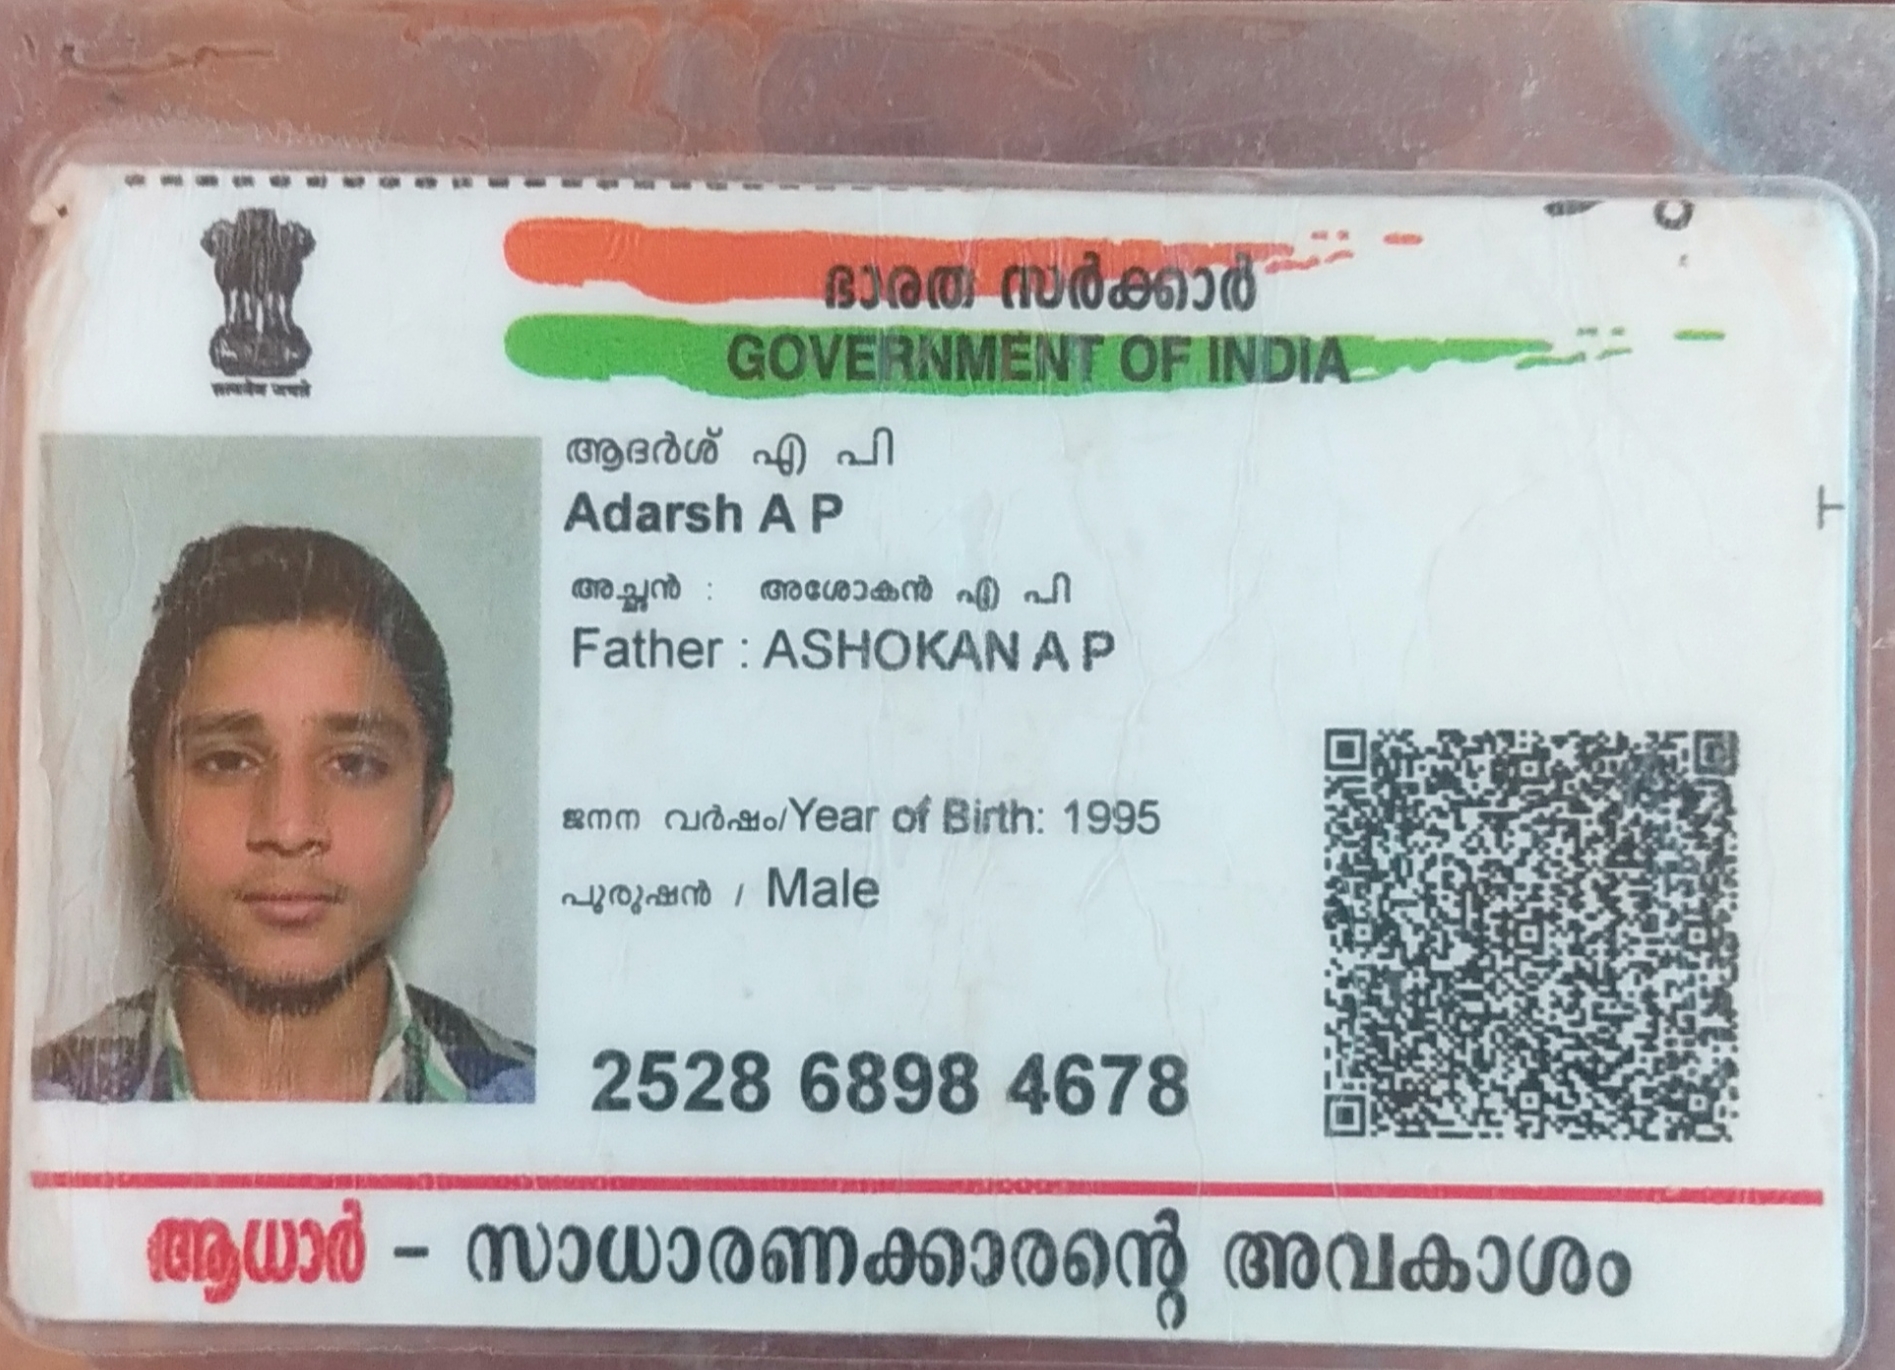 सत्यमेव जयते
ഭാരത സർക്കാർ
GOVERNMENT OF INDIA
ആദർശ് എ പി
Adarsh A P
അച്ഛൻ : അശോകൻ എ പി
Father : ASHOKAN A P
ജനന വർഷം/Year of Birth: 1995
പുരുഷൻ / Male
2528 6898 4678
ആധാർ – സാധാരണക്കാരന്റെ അവകാശം